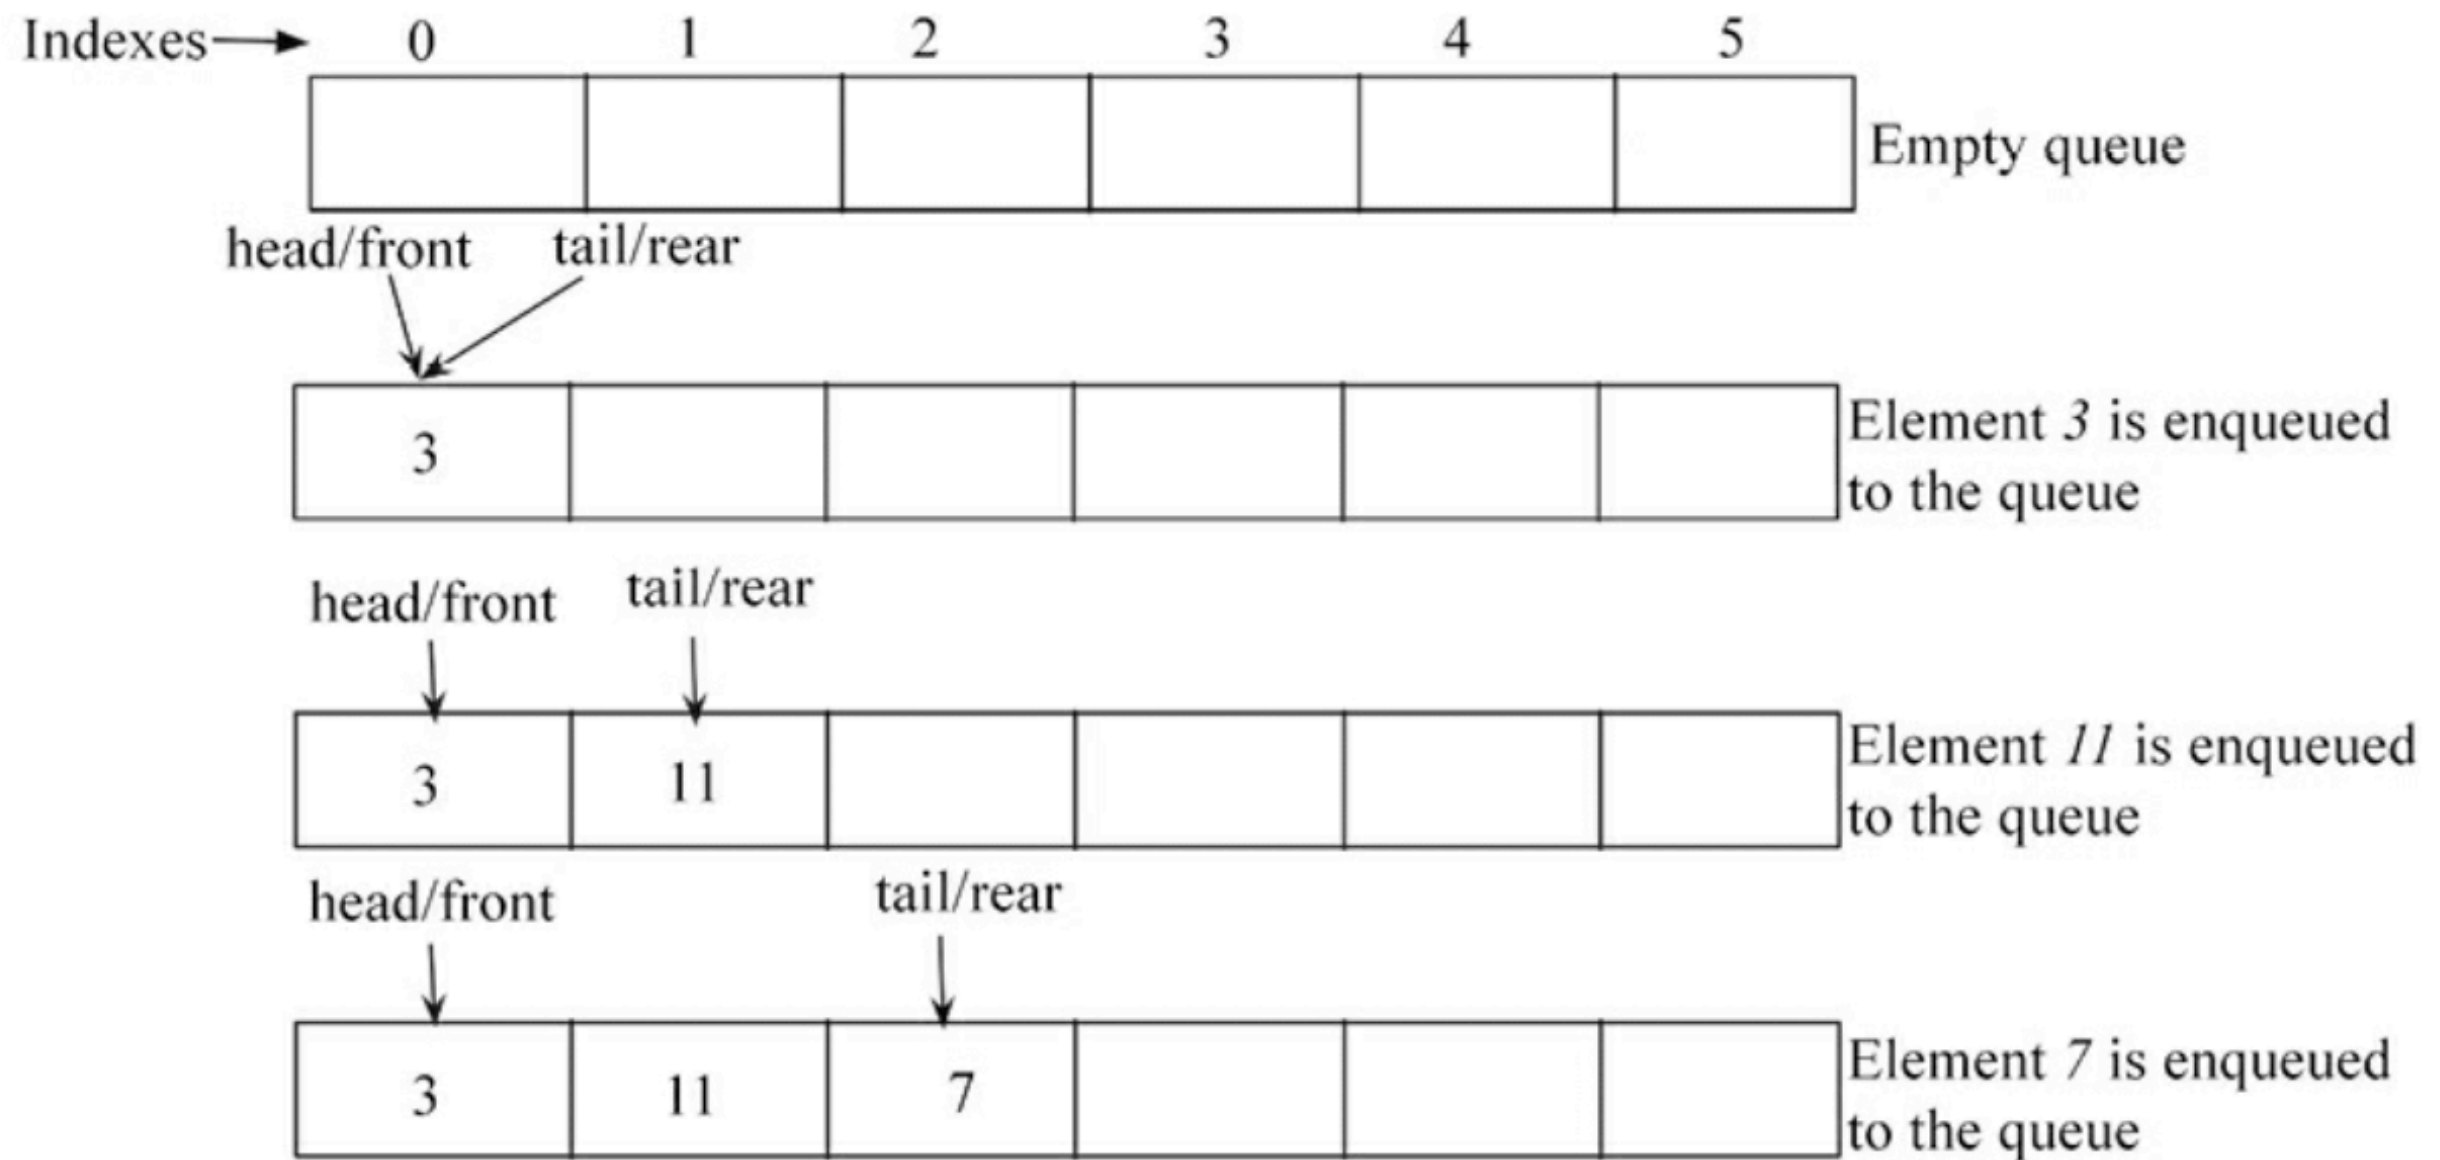 Indexes 0 1 2 3 4 5
Empty queue
head/front tail/rear
3
Element 3 is enqueued
to the queue
head/front tail/rear
3 11
Element 11 is enqueued
to the queue
head/front tail/rear
3 11 7
Element 7 is enqueued
to the queue